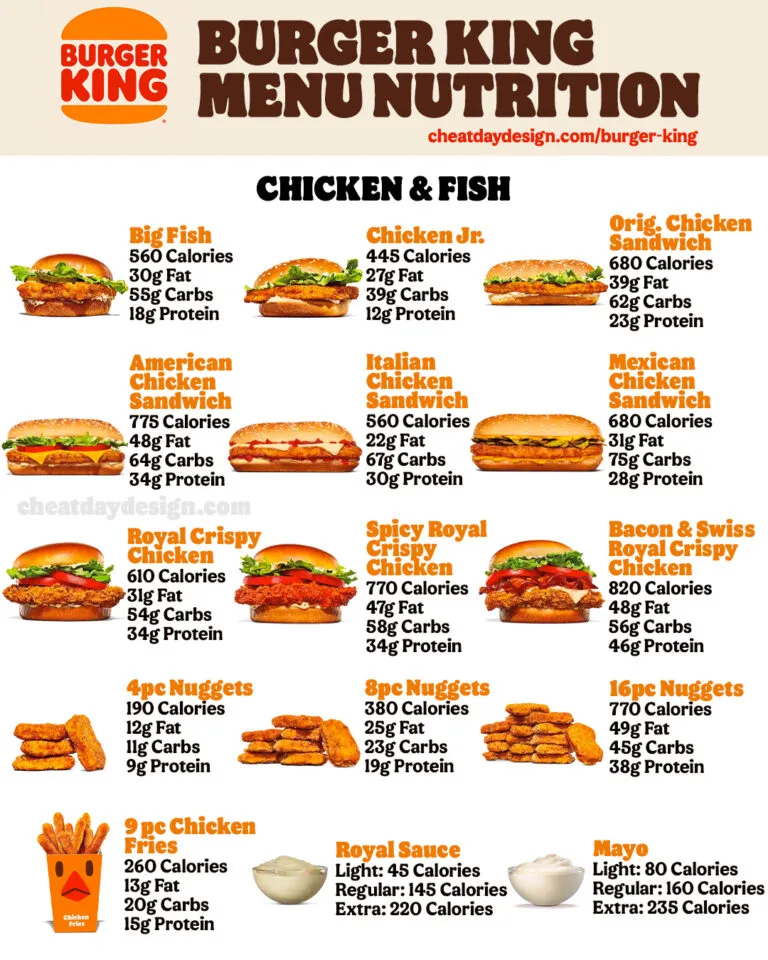 BURGER
KING
BURGER KING
MENU NUTRITION
cheatdaydesign.com/burger-king
CHICKEN & FISH
Big Fish
560 Calories
30g Fat
55g Carbs
18g Protein
Chicken Jr.
445 Calories
27g Fat
39g Carbs
12g Protein
Orig. Chicken
Sandwich
680 Calories
39g Fat
62g Carbs
23g Protein
American
Chicken
Sandwich
775 Calories
48g Fat
64g Carbs
34g Protein
Italian
Chicken
Sandwich
560 Calories
22g Fat
67g Carbs
30g Protein
Mexican
Chicken
Sandwich
680 Calories
31g Fat
75g Carbs
28g Protein
cheatdaydesign.com
Royal Crispy
Chicken
610 Calories
31g Fat
54g Carbs
34g Protein
Spicy Royal
Crispy
Chicken
770 Calories
47g Fat
58g Carbs
34g Protein
Bacon & Swiss
Royal Crispy
Chicken
820 Calories
48g Fat
56g Carbs
46g Protein
4pc Nuggets
190 Calories
12g Fat
11g Carbs
9g Protein
8pc Nuggets
380 Calories
25g Fat
23g Carbs
19g Protein
16pc Nuggets
770 Calories
49g Fat
45g Carbs
38g Protein
Chicken
Fries
9 pc Chicken
Fries
260 Calories
13g Fat
20g Carbs
15g Protein
Royal Sauce
Light: 45 Calories
Regular: 145 Calories
Extra: 220 Calories
Mayo
Light: 80 Calories
Regular: 160 Calories
Extra: 235 Calories